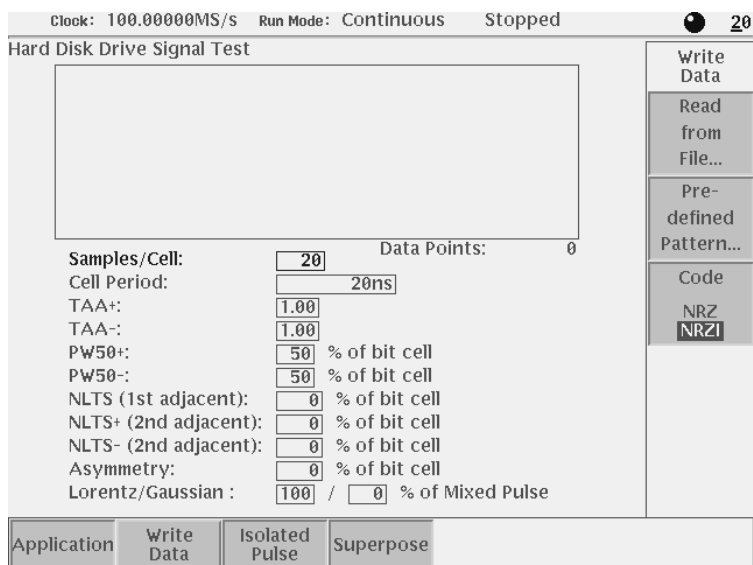 Clock: 100.00000MS/s Run Mode: Continuous Stopped 20
Hard Disk Drive Signal Test
Data Points: 0
Samples/Cell: 20
Cell Period: 20ns
TAA+: 1.00
TAA-: 1.00
PW50+: 50 % of bit cell
PW50-: 50 % of bit cell
NLTS (1st adjacent): 0 % of bit cell
NLTS+ (2nd adjacent): 0 % of bit cell
NLTS- (2nd adjacent): 0 % of bit cell
Asymmetry: 0 % of bit cell
Lorentz/Gaussian : 100 / 0 % of Mixed Pulse
Write
Data
Read
from
File...
Pre-
defined
Pattern...
Code
NRZ
NRZI
Application
Write
Data
Isolated
Pulse
Superpose